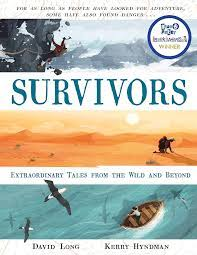 FOR AS LONG AS PEOPLE HAVE LOOKED FOR ADVENTURE,
SOME HAVE ALSO FOUND DANGER . . .
WINNER
SURVIVORS
EXTRAORDINARY TALES FROM THE WILD AND BEYOND
DAVID LONG
KERRY HYNDMAN